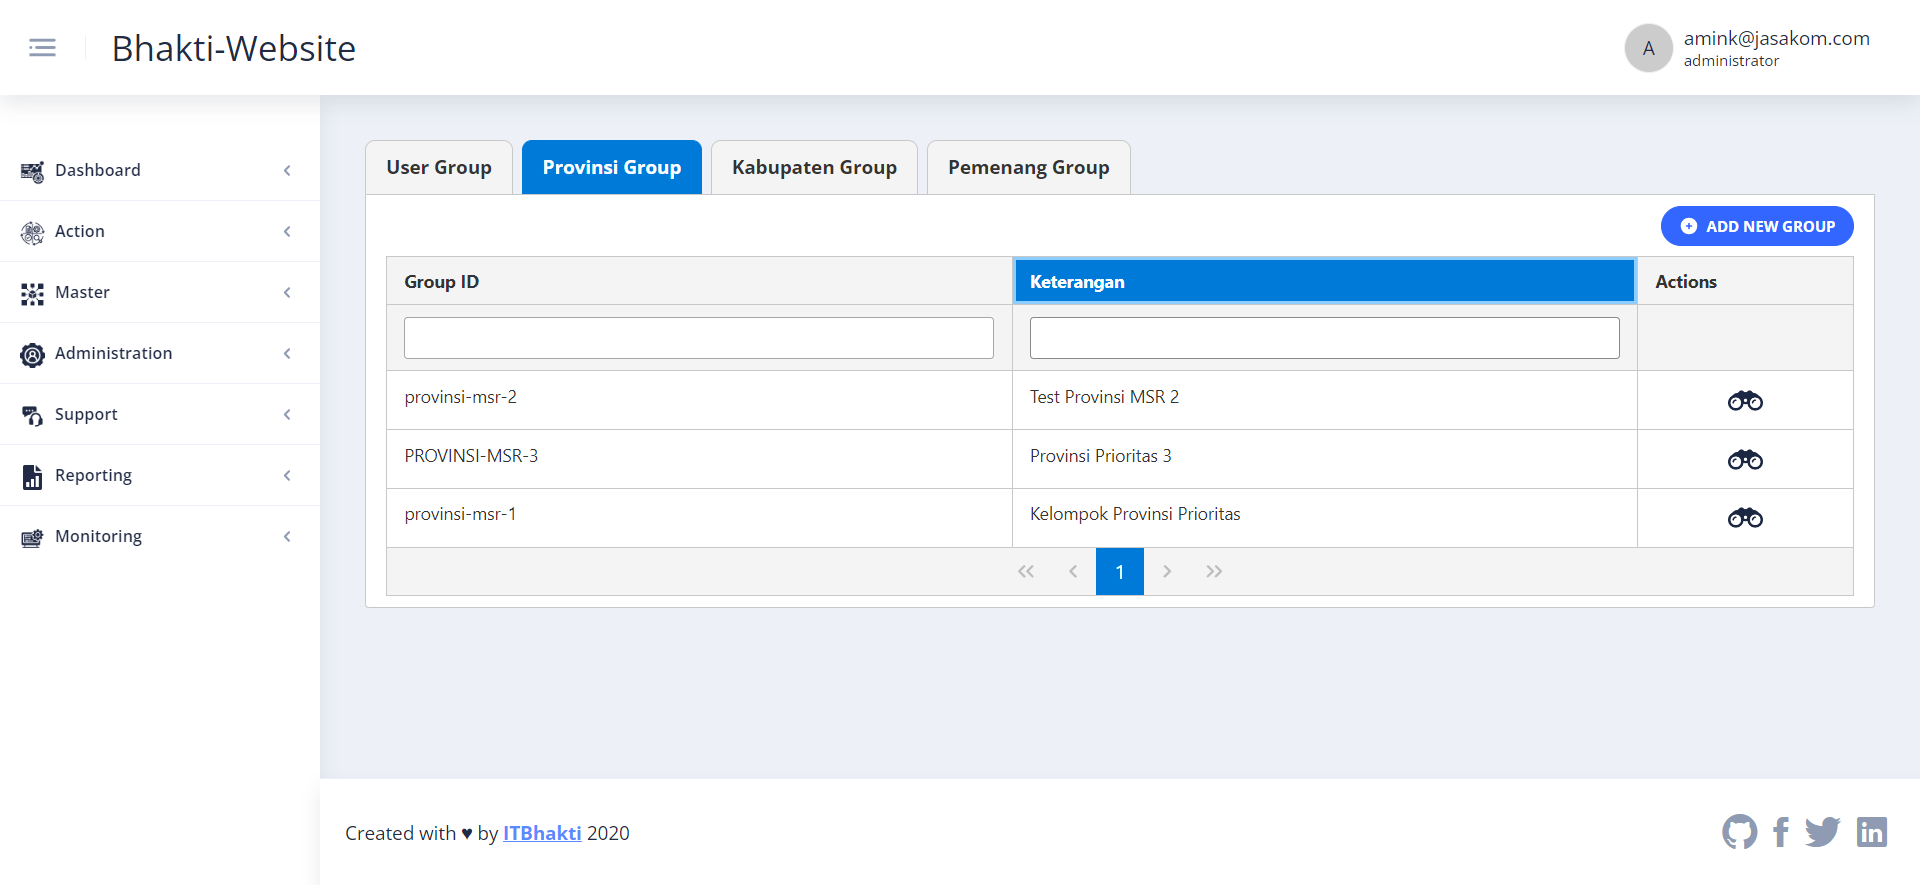 Bhakti-Website
A
amink@jasakom.com
administrator
Dashboard
Action
Master
Administration
Support
Reporting
Monitoring
User Group
Provinsi Group
Kabupaten Group
Pemenang Group
ADD NEW GROUP
Group ID
Keterangan
Actions
provinsi-msr-2
Test Provinsi MSR 2
PROVINSI-MSR-3
Provinsi Prioritas 3
provinsi-msr-1
Kelompok Provinsi Prioritas
1
Created with ♥ by ITBhakti 2020